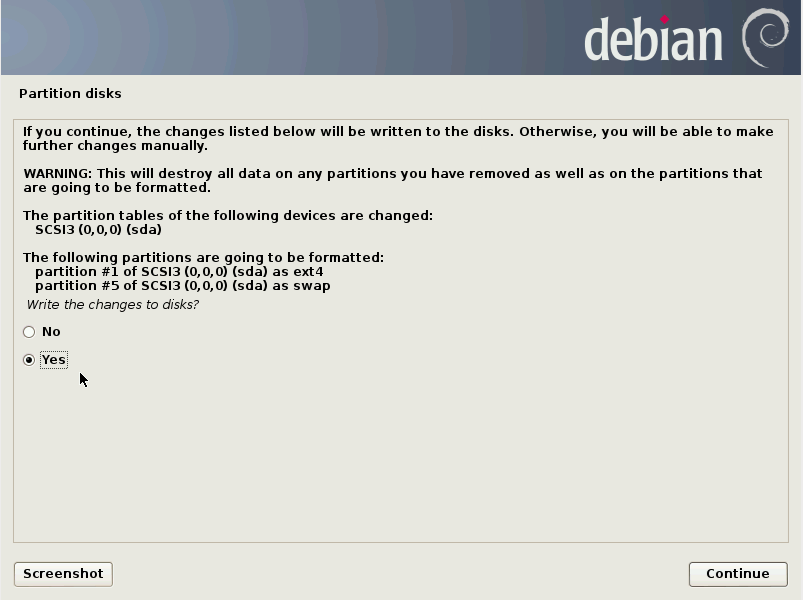 debian
Partition disks
If you continue, the changes listed below will be written to the disks. Otherwise, you will be able to make
further changes manually.
WARNING: This will destroy all data on any partitions you have removed as well as on the partitions that
are going to be formatted.
The partition tables of the following devices are changed:
SCSI3 (0,0,0) (sda)
The following partitions are going to be formatted:
partition #1 of SCSI3 (0,0,0) (sda) as ext4
partition #5 of SCSI3 (0,0,0) (sda) as swap
Write the changes to disks?
No
Yes
Screenshot
Continue